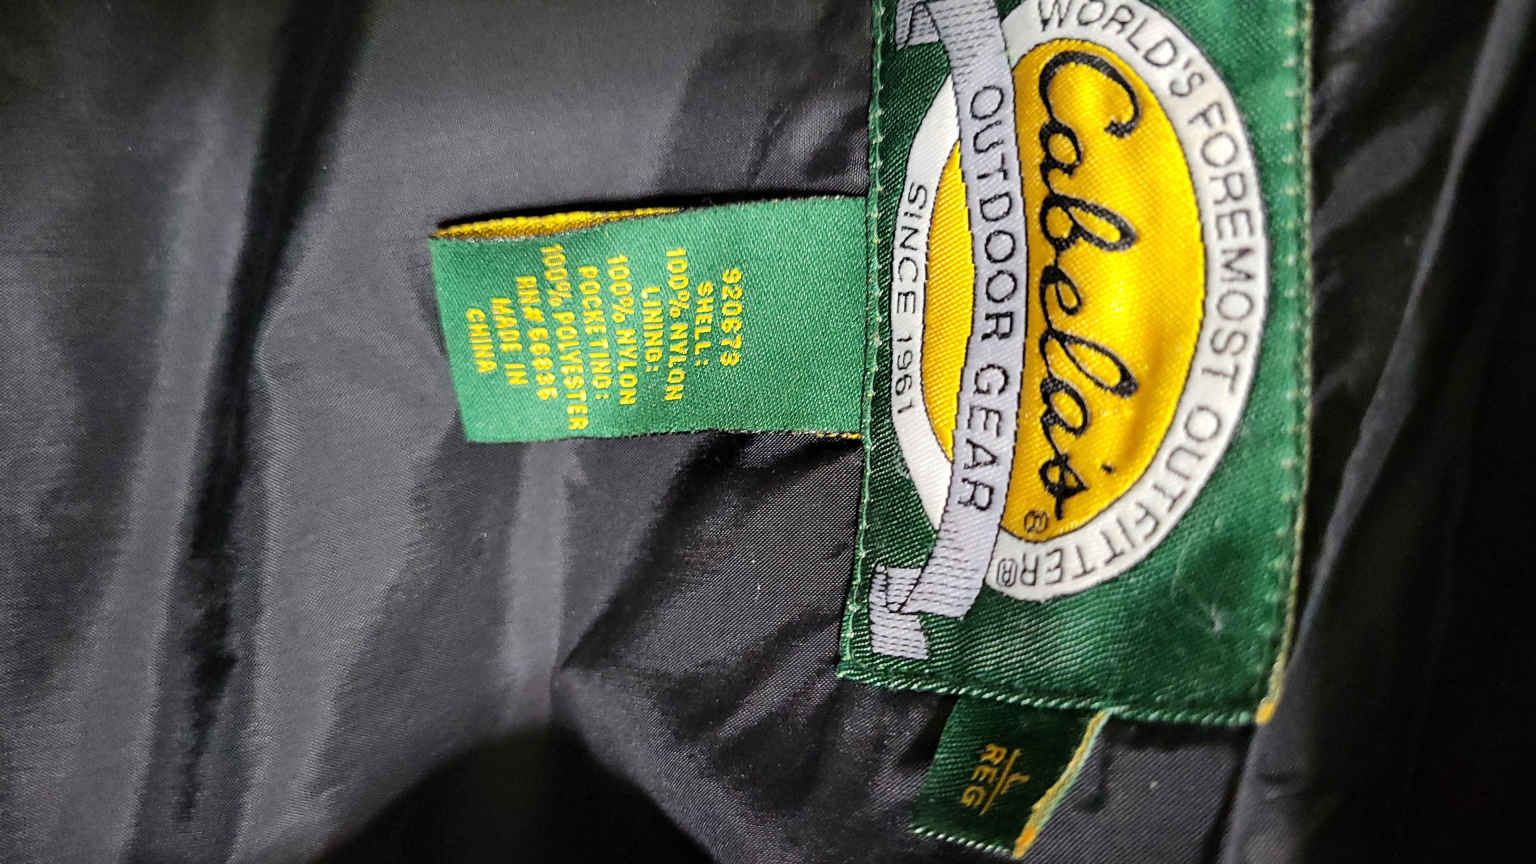 WORLD'S FOREMOST OUTFITTER®
Cabela's®
OUTDOOR GEAR
SINCE 1961
920673
SHELL:
100% NYLON
LINING:
100% NYLON
POCKETING:
100% POLYESTER
RN# 56835
MADE IN
CHINA
REG